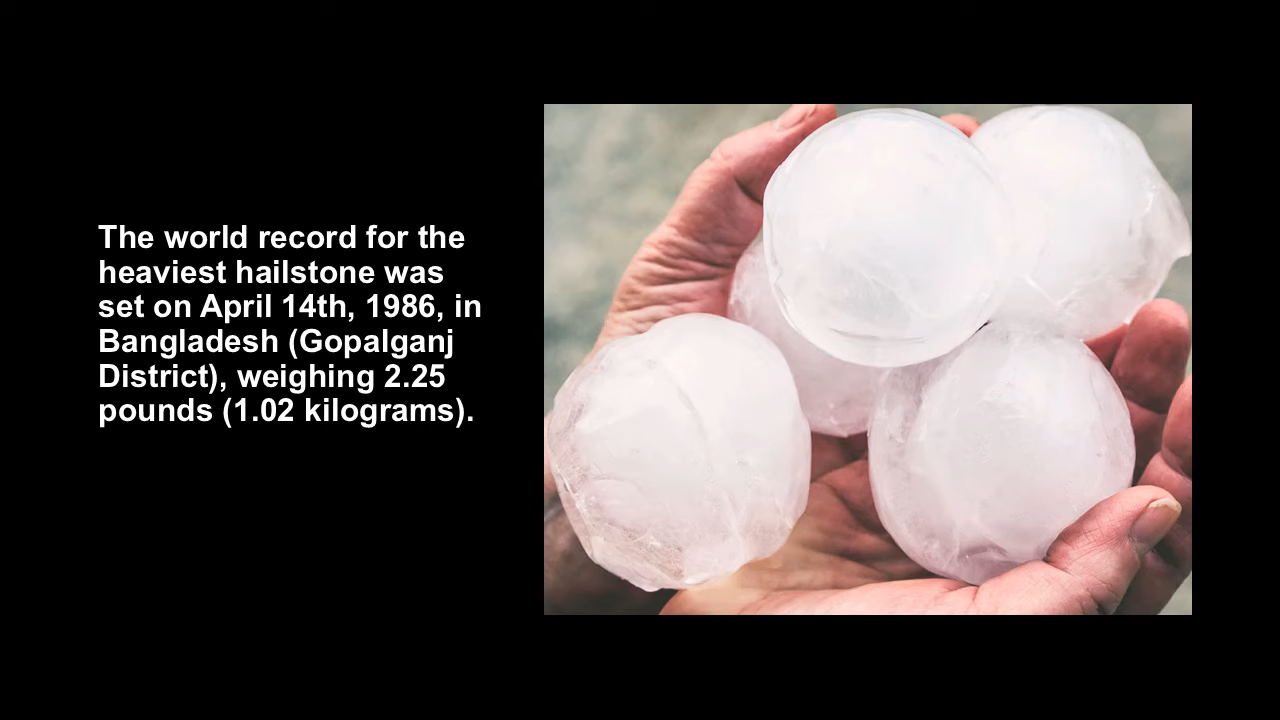 The world record for the
heaviest hailstone was
set on April 14th, 1986, in
Bangladesh (Gopalganj
District), weighing 2.25
pounds (1.02 kilograms).